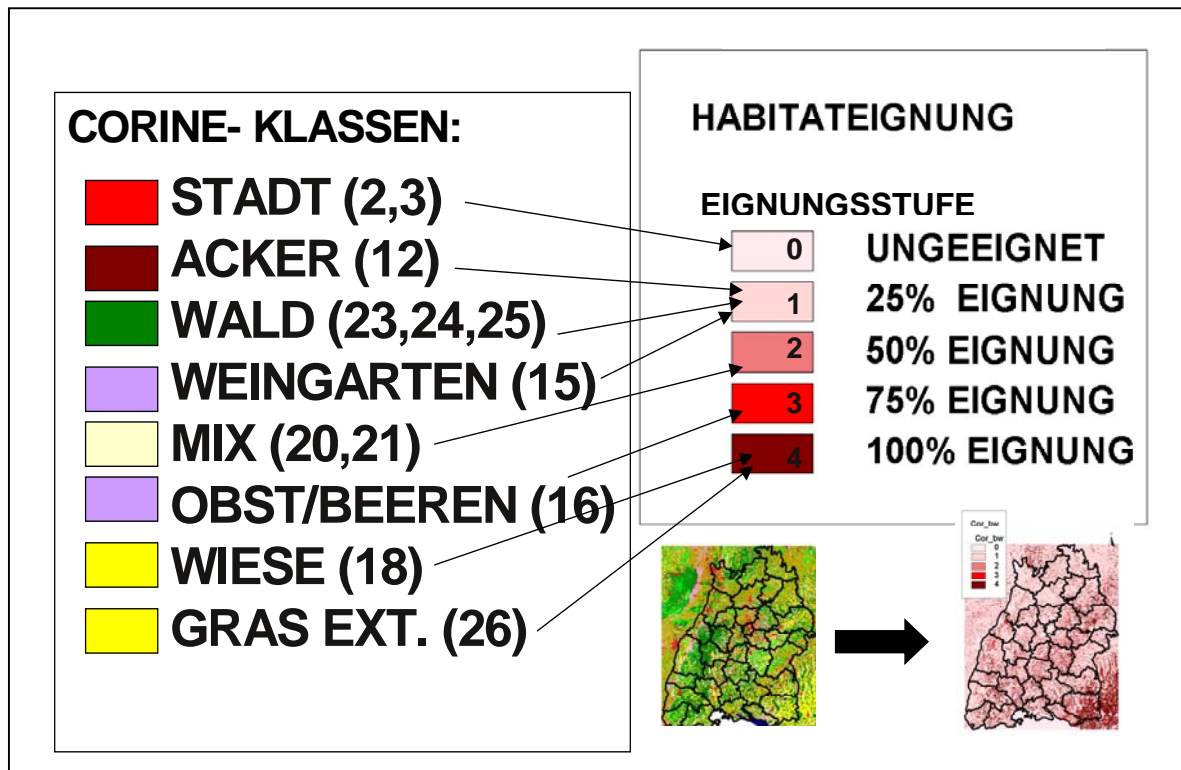 CORINE- KLASSEN:
STADT (2,3)
ACKER (12)
WALD (23,24,25)
WEINGARTEN (15)
MIX (20,21)
OBST/BEEREN (16)
WIESE (18)
GRAS EXT. (26)
HABITATEIGNUNG
EIGNUNGSSTUFE
0 UNGEEIGNET
1 25% EIGNUNG
2 50% EIGNUNG
3 75% EIGNUNG
4 100% EIGNUNG
Cor_bw
Cor_bw
0
1
2
3
4